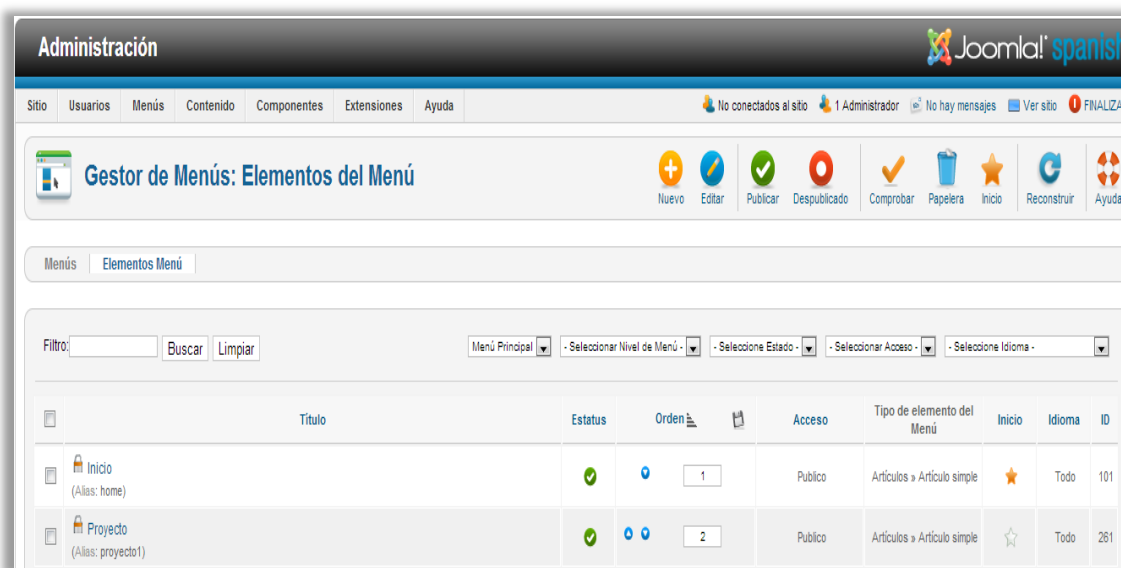 Administración
Joomla! spanish
Sitio Usuarios Menús Contenido Componentes Extensiones Ayuda No conectados al sitio 1 Administrador No hay mensajes Ver sitio FINALIZA
Gestor de Menús: Elementos del Menú
Nuevo Editar Publicar Despublicado Comprobar Papelera Inicio Reconstruir Ayuda
Menús Elementos Menú
Filtro: Buscar Limpiar Menú Principal - Seleccionar Nivel de Menú - - Seleccione Estado - - Seleccionar Acceso - - Seleccione Idioma -
Título Estatus Orden Acceso Tipo de elemento del Menú Inicio Idioma ID
Inicio 1 Publico Artículos » Artículo simple Todo 101
(Alias: home)
Proyecto 2 Publico Artículos » Artículo simple Todo 261
(Alias: proyecto1)